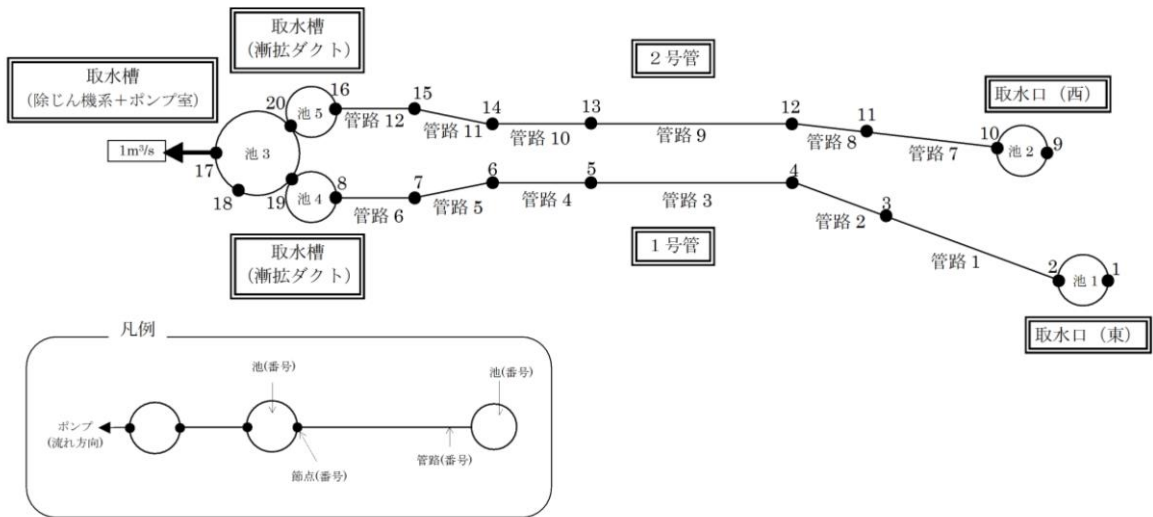 取水槽
(漸拡ダクト)
取水槽
(除じん機系+ポンプ室)
2号管
取水口(西)
1m³/s
17
18
池3
20
池5
16
管路12
15
管路11
14
管路10
13
管路9
12
管路8
11
管路7
10
池2
9
19
池4
8
管路6
7
管路5
6
管路4
5
管路3
4
管路2
3
管路1
2
池1
1
取水槽
(漸拡ダクト)
1号管
取水口(東)
凡例
池(番号)
池(番号)
ポンプ
(流れ方向)
節点(番号)
管路(番号)